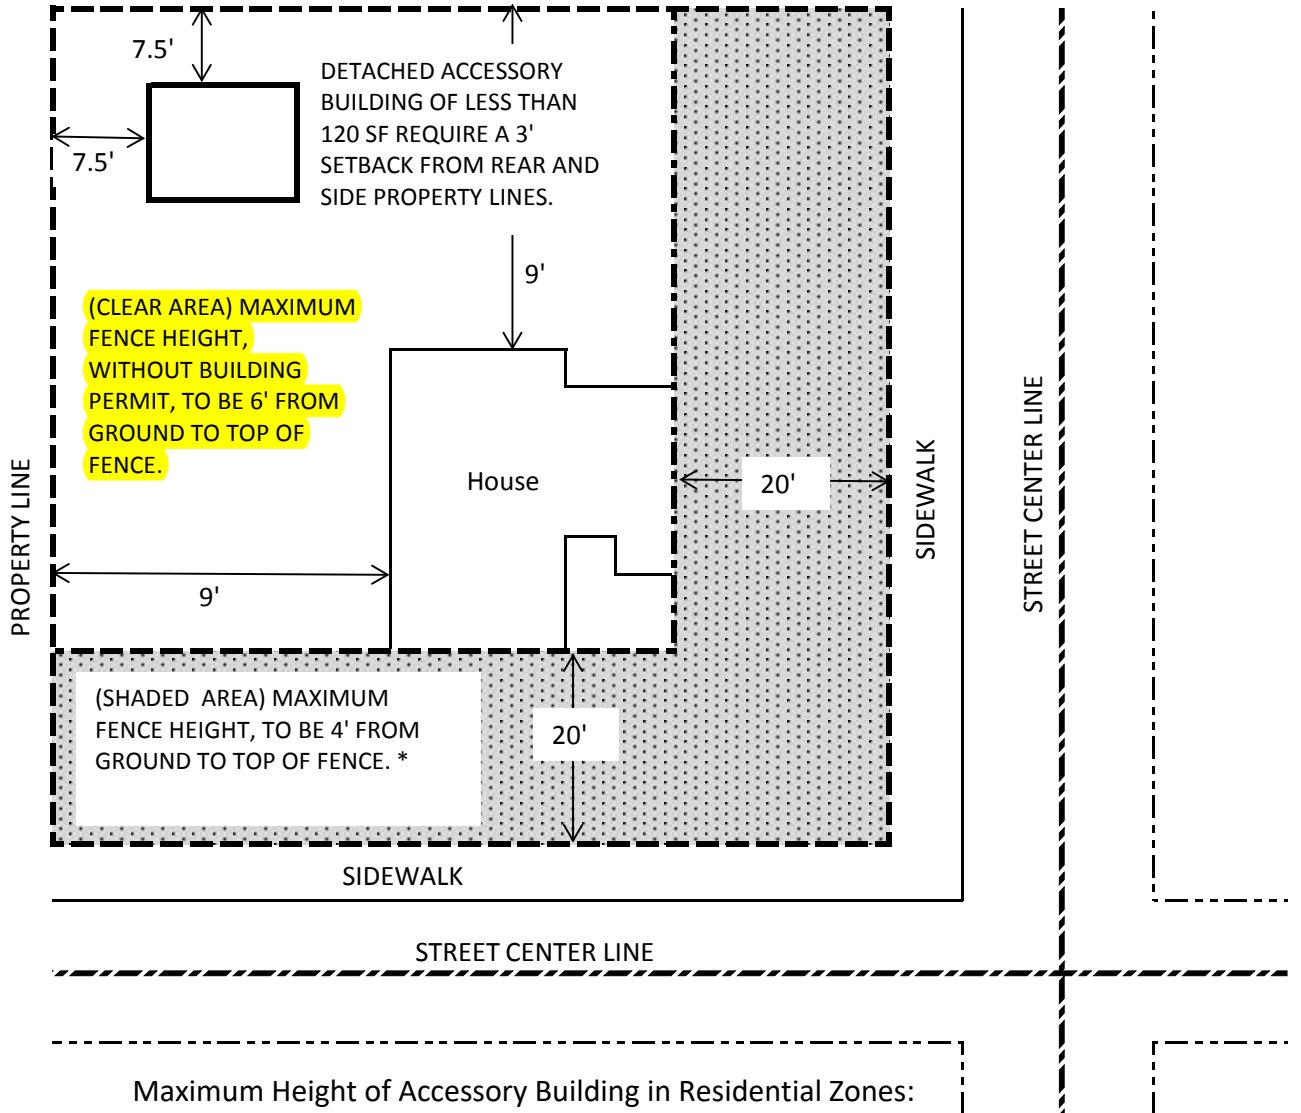 7.5'
7.5'
DETACHED ACCESSORY
BUILDING OF LESS THAN
120 SF REQUIRE A 3'
SETBACK FROM REAR AND
SIDE PROPERTY LINES.
9'
(CLEAR AREA) MAXIMUM
FENCE HEIGHT,
WITHOUT BUILDING
PERMIT, TO BE 6' FROM
GROUND TO TOP OF
FENCE.
House
20'
SIDEWALK
STREET CENTER LINE
PROPERTY LINE
9'
(SHADED  AREA) MAXIMUM
FENCE HEIGHT, TO BE 4' FROM
GROUND TO TOP OF FENCE. *
20'
SIDEWALK
STREET CENTER LINE
Maximum Height of Accessory Building in Residential Zones: